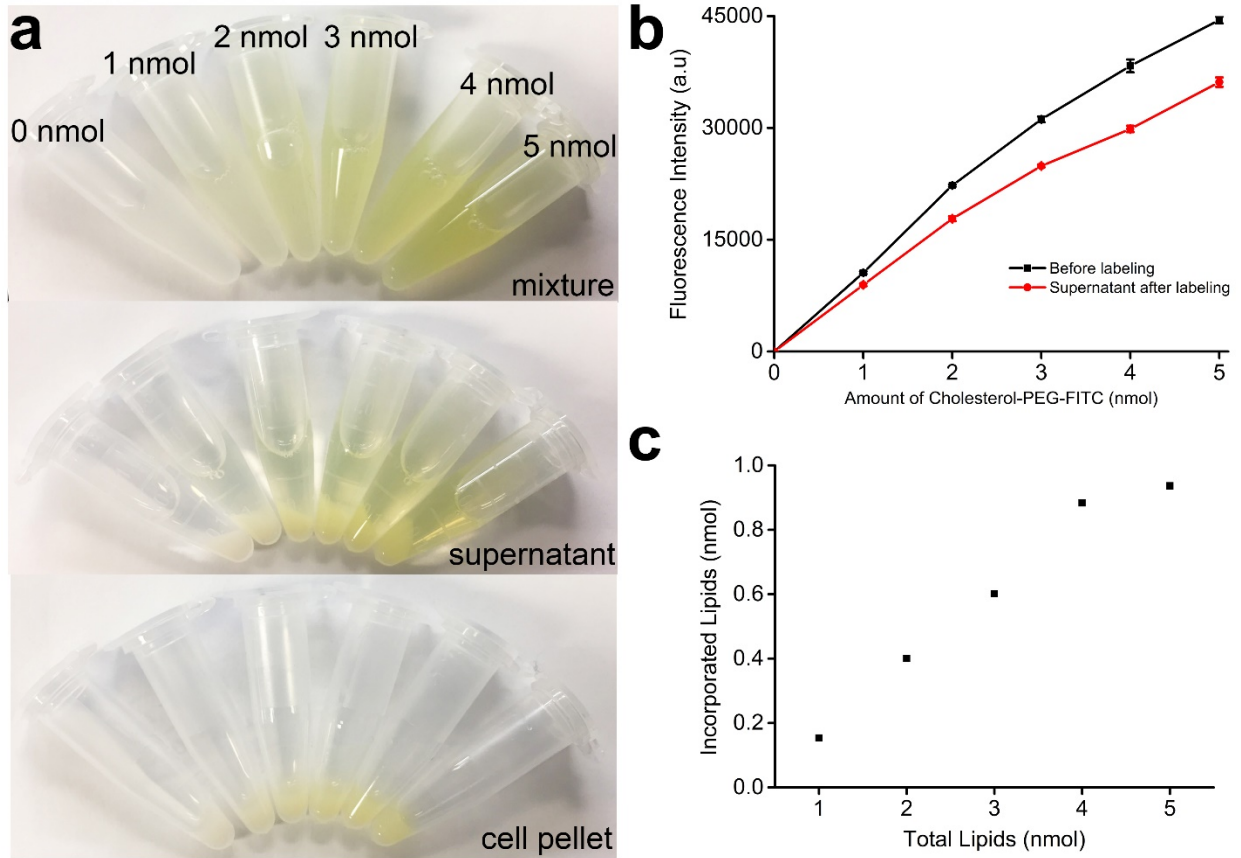 a
0 nmol
1 nmol
2 nmol
3 nmol
4 nmol
5 nmol
mixture
supernatant
cell pellet
b
Fluorescence Intensity (a.u)
45000
30000
15000
0
Before labeling
Supernatant after labeling
0 1 2 3 4 5
Amount of Cholesterol-PEG-FITC (nmol)
c
Incorporated Lipids (nmol)
1.0
0.8
0.6
0.4
0.2
0.0
1 2 3 4 5
Total Lipids (nmol)